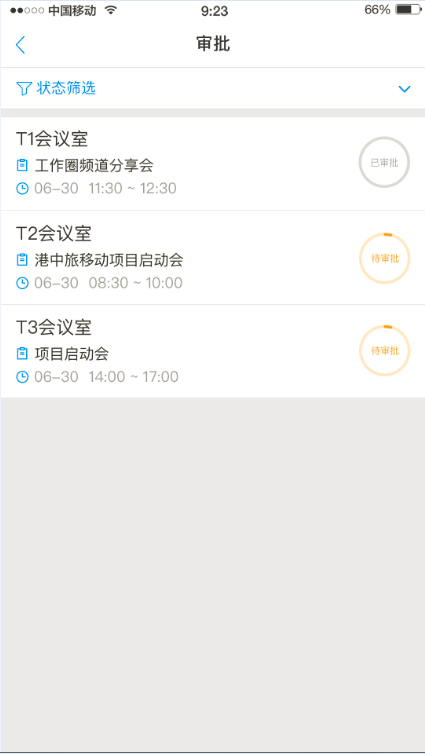 中国移动 9:23 66%
审批
状态筛选
T1会议室
工作圈频道分享会
06-30 11:30 ~ 12:30
已审批
T2会议室
港中旅移动项目启动会
06-30 08:30 ~ 10:00
待审批
T3会议室
项目启动会
06-30 14:00 ~ 17:00
待审批